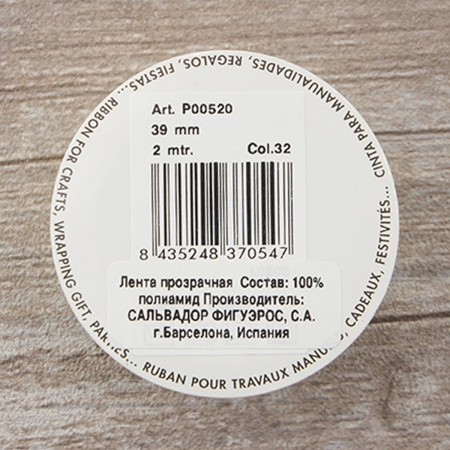 Art. P00520
39 mm
2 mtr. Col.32
8 435248 370547
Лента прозрачная Состав: 100%
полиамид Производитель:
САЛЬВАДОР ФИГУЭРОС, С.А.
г.Барселона, Испания
CINTA PARA MANUALIDADES, REGALOS, FIESTAS...
RIBBON FOR CRAFTS, WRAPPING GIFT,
RUBAN POUR TRAVAUX CADEAUX, FESTIVITÉS...